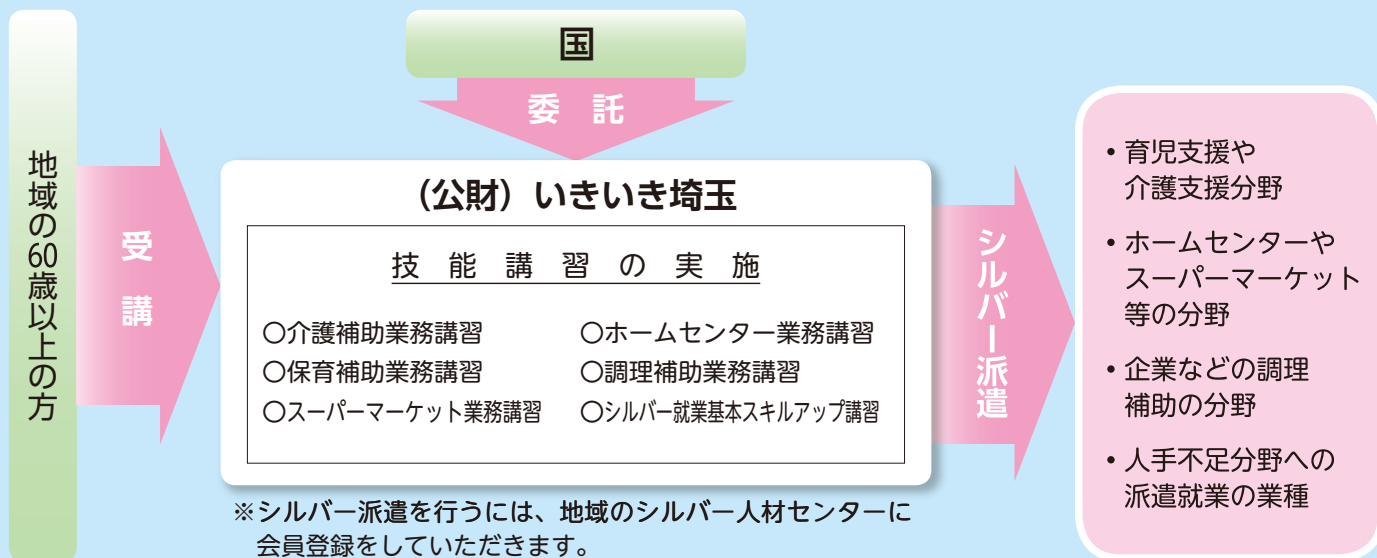 国
委託
地域の60歳以上の方
受講
(公財) いきいき埼玉
技能講習の実施
〇介護補助業務講習
〇ホームセンター業務講習
〇保育補助業務講習
〇調理補助業務講習
〇スーパーマーケット業務講習
〇シルバー就業基本スキルアップ講習
※シルバー派遣を行うには、地域のシルバー人材センターに
会員登録をしていただきます。
シルバー派遣
・育児支援や
介護支援分野
・ホームセンターや
スーパーマーケット
等の分野
・企業などの調理
補助の分野
・人手不足分野への
派遣就業の業種